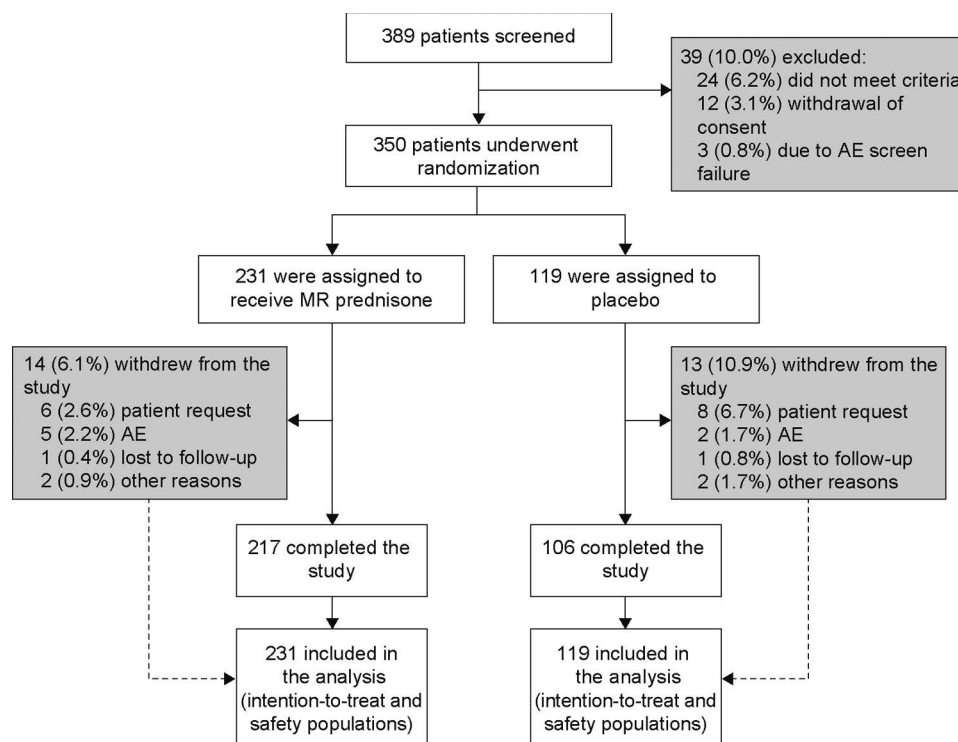 389 patients screened
39 (10.0%) excluded:
24 (6.2%) did not meet criteria
12 (3.1%) withdrawal of
consent
3 (0.8%) due to AE screen
failure
350 patients underwent
randomization
231 were assigned to
receive MR prednisone
119 were assigned to
placebo
14 (6.1%) withdrew from the
study
6 (2.6%) patient request
5 (2.2%) AE
1 (0.4%) lost to follow-up
2 (0.9%) other reasons
13 (10.9%) withdrew from the
study
8 (6.7%) patient request
2 (1.7%) AE
1 (0.8%) lost to follow-up
2 (1.7%) other reasons
217 completed the
study
106 completed the
study
231 included in
the analysis
(intention-to-treat and
safety populations)
119 included in
the analysis
(intention-to-treat and
safety populations)